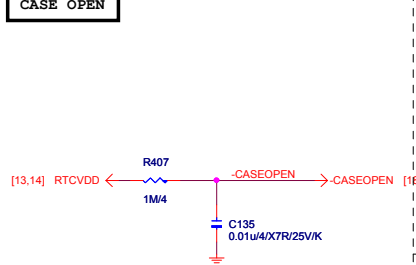 CASE OPEN
R407
[13,14] RTCVDD
-CASEOPEN
-CASEOPEN
1M/4
C135
0.01u/4/X7R/25V/K